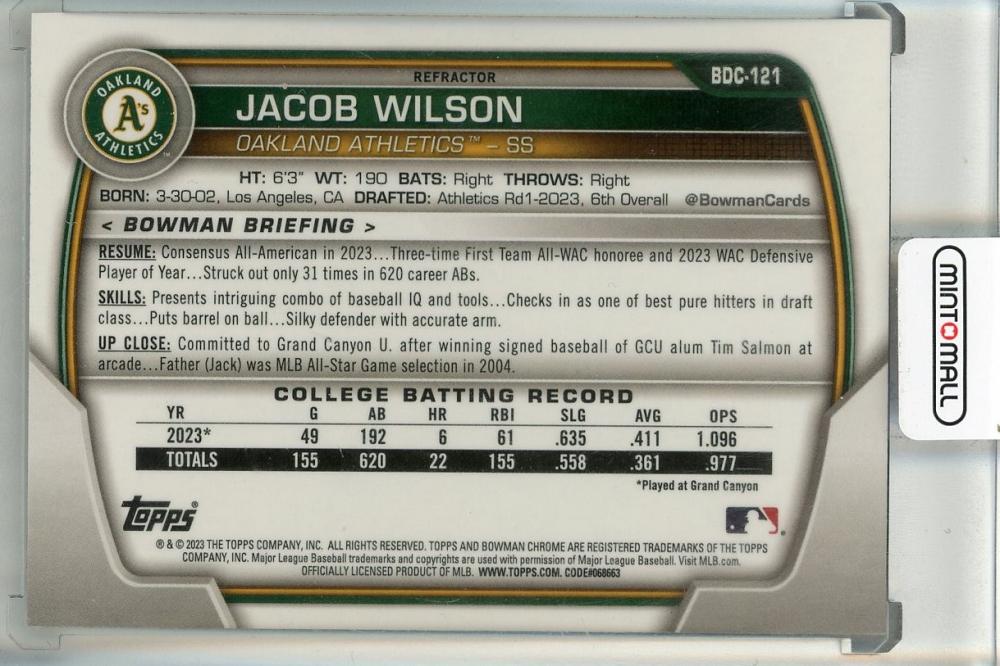 REFRACTOR
BDC-121
OAKLAND
A's
ATHLETICS™
JACOB WILSON
OAKLAND ATHLETICS™ – SS
HT: 6'3" WT: 190 BATS: Right THROWS: Right
BORN: 3-30-02, Los Angeles, CA DRAFTED: Athletics Rd1-2023, 6th Overall @BowmanCards
< BOWMAN BRIEFING >
RESUME: Consensus All-American in 2023...Three-time First Team All-WAC honoree and 2023 WAC Defensive
Player of Year...Struck out only 31 times in 620 career ABs.
SKILLS: Presents intriguing combo of baseball IQ and tools...Checks in as one of best pure hitters in draft
class...Puts barrel on ball...Silky defender with accurate arm.
UP CLOSE: Committed to Grand Canyon U. after winning signed baseball of GCU alum Tim Salmon at
arcade...Father (Jack) was MLB All-Star Game selection in 2004.
COLLEGE BATTING RECORD
YR G AB HR RBI SLG AVG OPS
2023* 49 192 6 61 .635 .411 1.096
TOTALS 155 620 22 155 .558 .361 .977
*Played at Grand Canyon
TOPPS®
® & © 2023 THE TOPPS COMPANY, INC. ALL RIGHTS RESERVED. TOPPS AND BOWMAN CHROME ARE REGISTERED TRADEMARKS OF THE TOPPS
COMPANY, INC. Major League Baseball trademarks and copyrights are used with permission of Major League Baseball. Visit MLB.com.
OFFICIALLY LICENSED PRODUCT OF MLB. WWW.TOPPS.COM. CODE#068663
MINTMALL